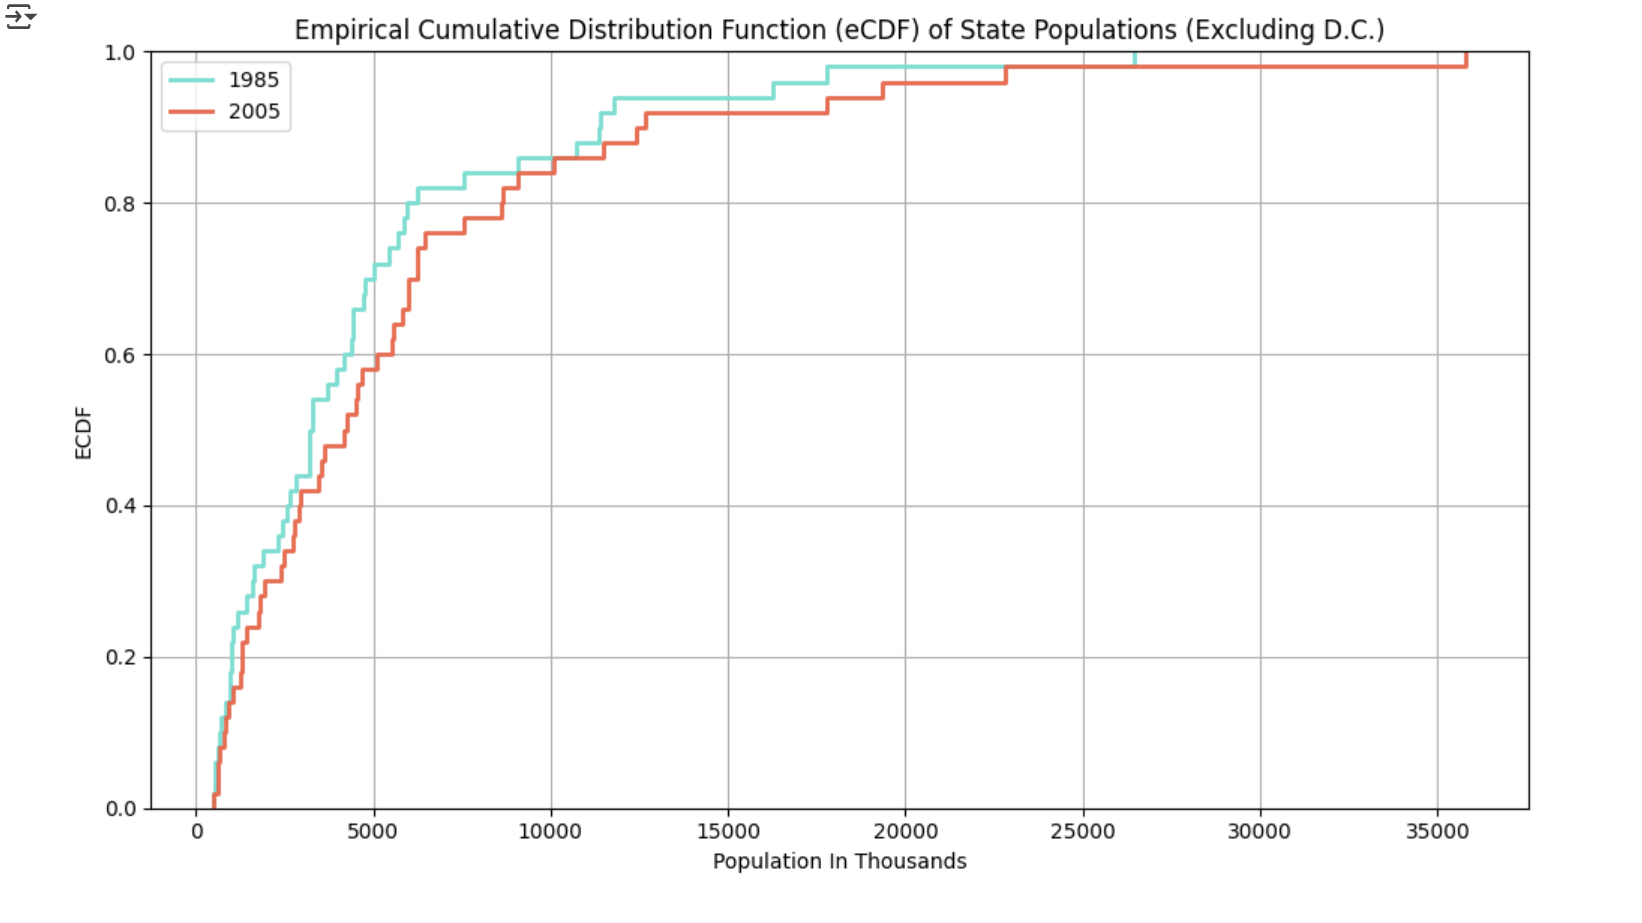 Empirical Cumulative Distribution Function (eCDF) of State Populations (Excluding D.C.)
1.0
1985
2005
0.8
0.6
ECDF
0.4
0.2
0.0
0 5000 10000 15000 20000 25000 30000 35000
Population In Thousands